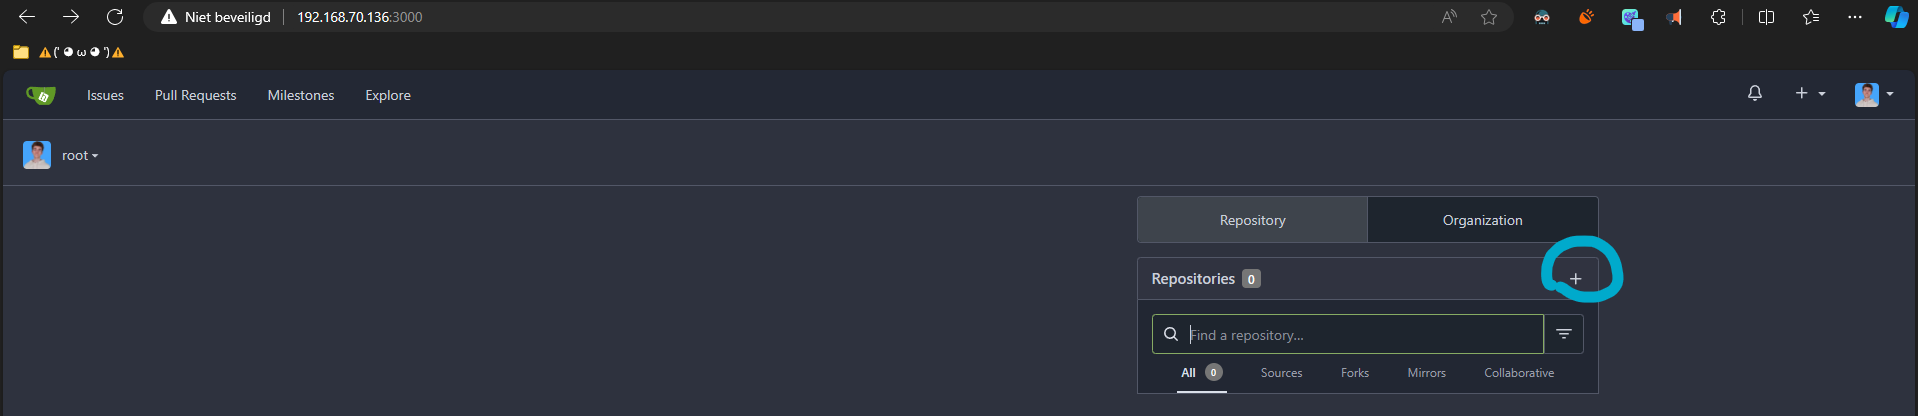 Niet beveiligd 192.168.70.136:3000
⚠(' ◕ ω ◕ ')⚠
Issues Pull Requests Milestones Explore
root
Repository Organization
Repositories 0
Find a repository...
All 0 Sources Forks Mirrors Collaborative